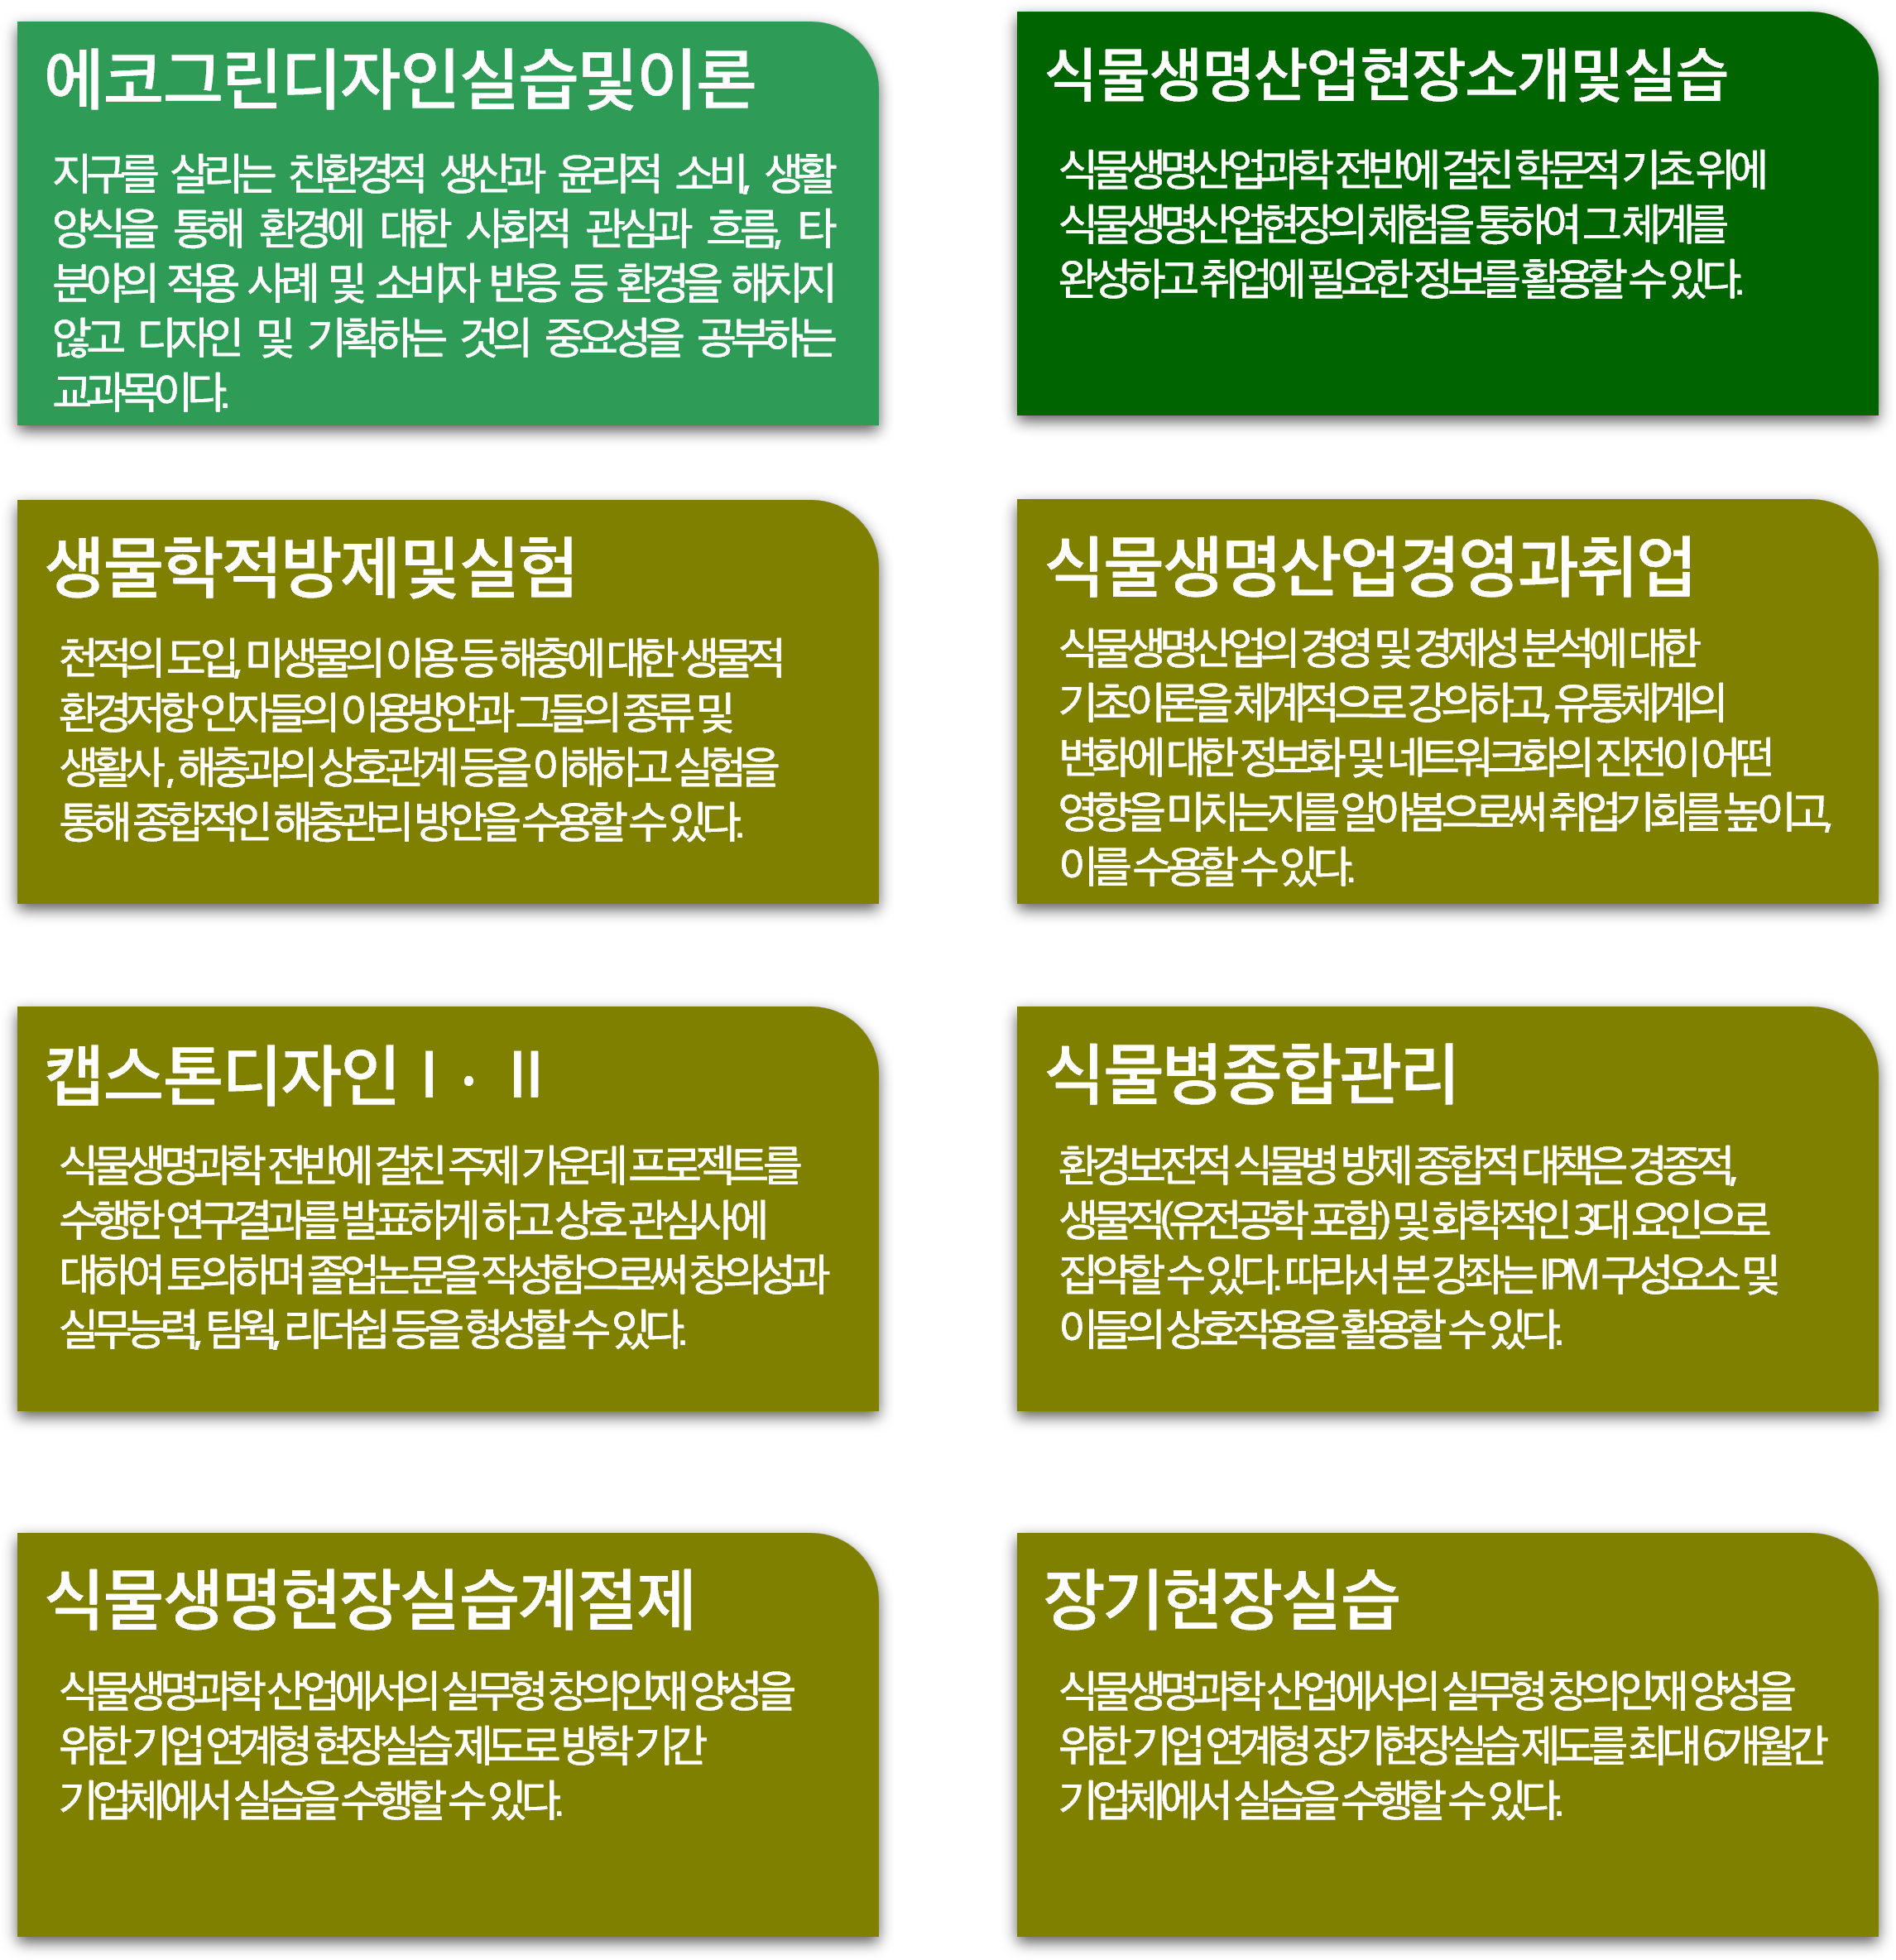 에코그린디자인실습및이론
지구를 살리는 친환경적 생산과 윤리적 소비, 생활
양식을 통해 환경에 대한 사회적 관심과 흐름, 타
분야의 적용 사례 및 소비자 반응 등 환경을 해치지
않고 디자인 및 기획하는 것의 중요성을 공부하는
교과목이다.
식물생명산업현장소개및실습
식물생명산업과학 전반에 걸친 학문적 기초 위에
식물생명산업현장의 체험을 통하여 그 체계를
완성하고 취업에 필요한 정보를 활용할 수 있다.
생물학적방제및실험
천적의 도입, 미생물의 이용 등 해충에 대한 생물적
환경저항 인자들의 이용방안과 그들의 종류 및
생활사, 해충과의 상호관계 등을 이해하고 실험을
통해 종합적인 해충관리 방안을 수용할 수 있다.
식물생명산업경영과취업
식물생명산업의 경영 및 경제성 분석에 대한
기초이론을 체계적으로 강의하고, 유통체계의
변화에 대한 정보화 및 네트워크화의 진전이 어떤
영향을 미치는지를 알아봄으로써 취업기회를 높이고,
이를 수용할 수 있다.
캡스톤디자인Ⅰ· Ⅱ
식물생명과학 전반에 걸친 주제 가운데 프로젝트를
수행한 연구결과를 발표하게 하고 상호 관심사에
대하여 토의하며 졸업논문을 작성함으로써 창의성과
실무능력, 팀웍, 리더쉽 등을 형성할 수 있다.
식물병종합관리
환경보전적 식물병 방제 종합적 대책은 경종적,
생물적(유전공학 포함) 및 화학적인 3대 요인으로
집약할 수 있다. 따라서 본 강좌는 IPM 구성요소 및
이들의 상호작용을 활용할 수 있다.
식물생명현장실습계절제
식물생명과학 산업에서의 실무형 창의인재 양성을
위한 기업 연계형 현장실습 제도로 방학 기간
기업체에서 실습을 수행할 수 있다.
장기현장실습
식물생명과학 산업에서의 실무형 창의인재 양성을
위한 기업 연계형 장기현장실습 제도를 최대 6개월간
기업체에서 실습을 수행할 수 있다.